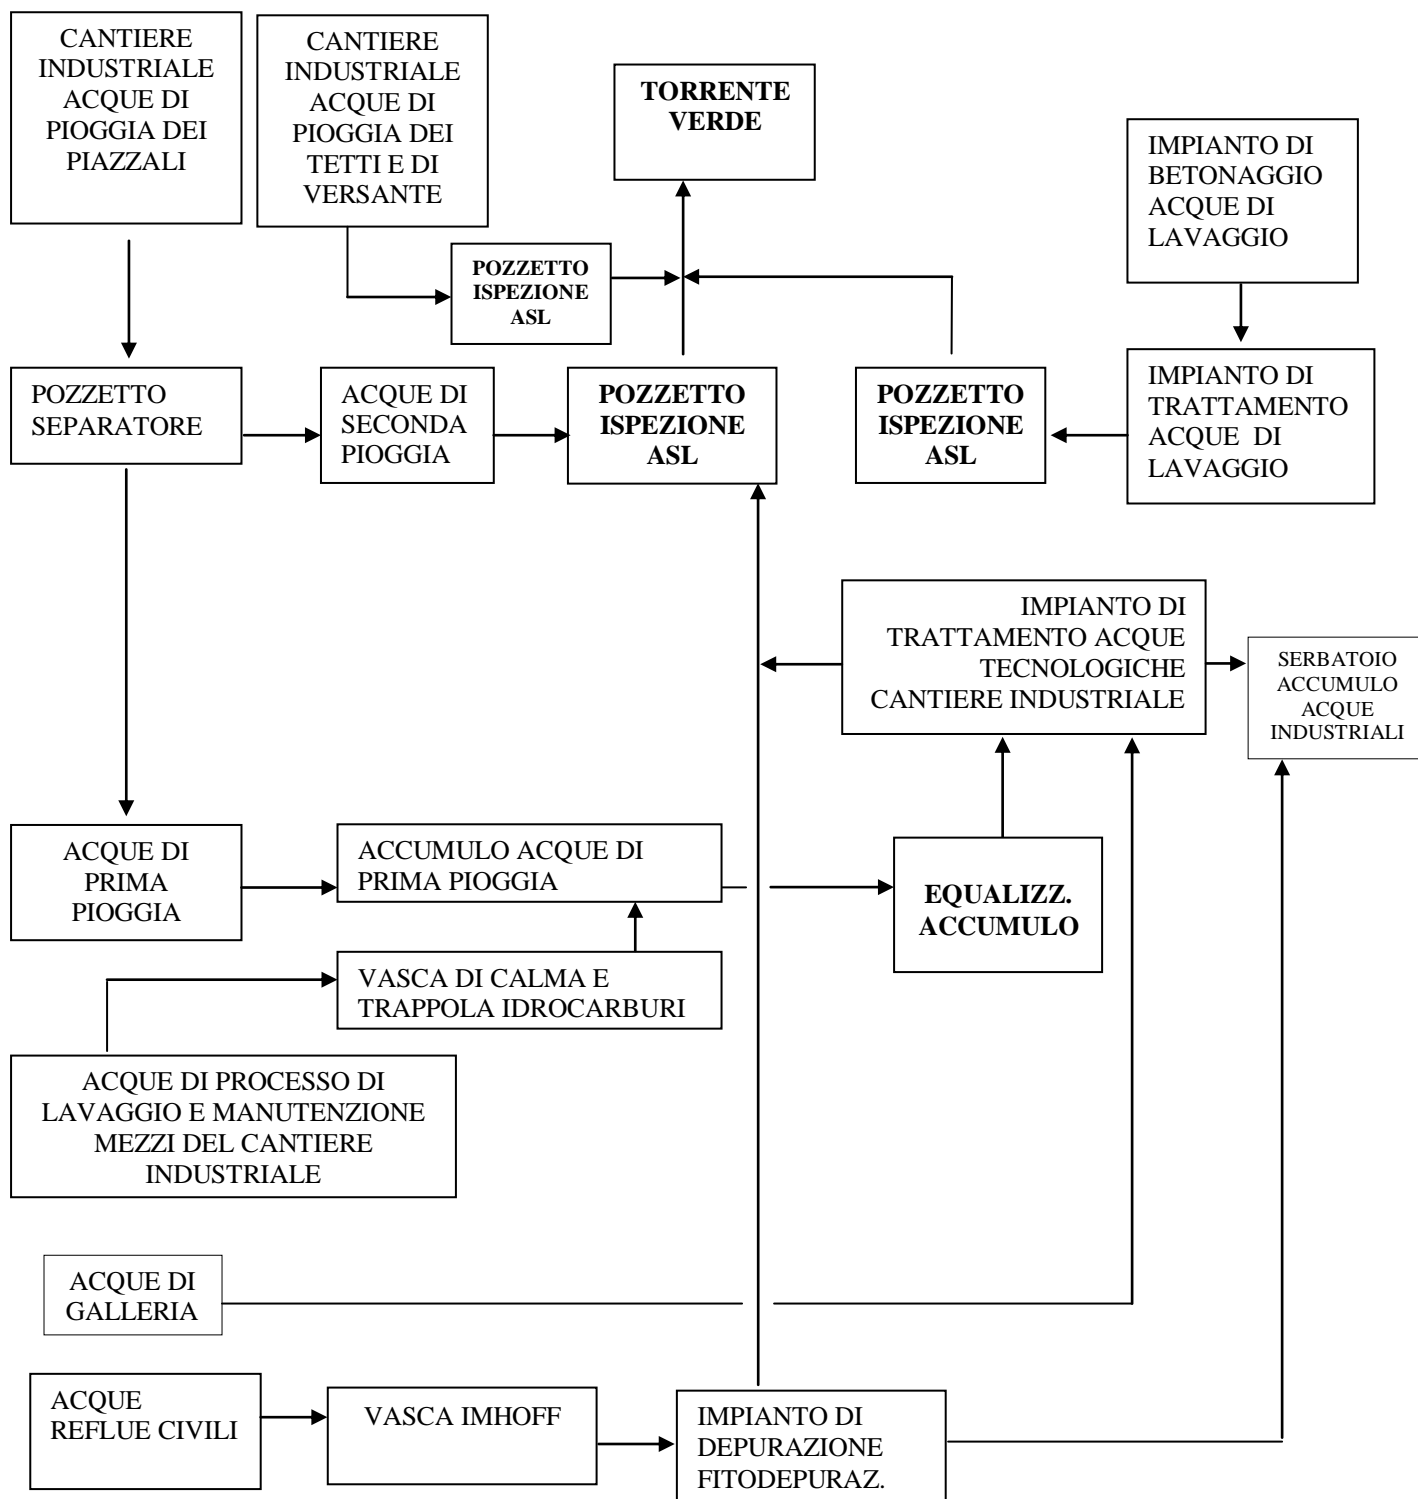 CANTIERE
INDUSTRIALE
ACQUE DI
PIOGGIA DEI
PIAZZALI
CANTIERE
INDUSTRIALE
ACQUE DI
PIOGGIA DEI
TETTI E DI
VERSANTE
TORRENTE
VERDE
IMPIANTO DI
BETONAGGIO
ACQUE DI
LAVAGGIO
POZZETTO
ISPEZIONE
ASL
POZZETTO
SEPARATORE
ACQUE DI
SECONDA
PIOGGIA
POZZETTO
ISPEZIONE
ASL
POZZETTO
ISPEZIONE
ASL
IMPIANTO DI
TRATTAMENTO
ACQUE DI
LAVAGGIO
IMPIANTO DI
TRATTAMENTO ACQUE
TECNOLOGICHE
CANTIERE INDUSTRIALE
SERBATOIO
ACCUMULO
ACQUE
INDUSTRIALI
ACQUE DI
PRIMA
PIOGGIA
ACCUMULO ACQUE DI
PRIMA PIOGGIA
EQUALIZZ.
ACCUMULO
VASCA DI CALMA E
TRAPPOLA IDROCARBURI
ACQUE DI PROCESSO DI
LAVAGGIO E MANUTENZIONE
MEZZI DEL CANTIERE
INDUSTRIALE
ACQUE DI
GALLERIA
ACQUE
REFLUE CIVILI
VASCA IMHOFF
IMPIANTO DI
DEPURAZIONE
FITODEPURAZ.